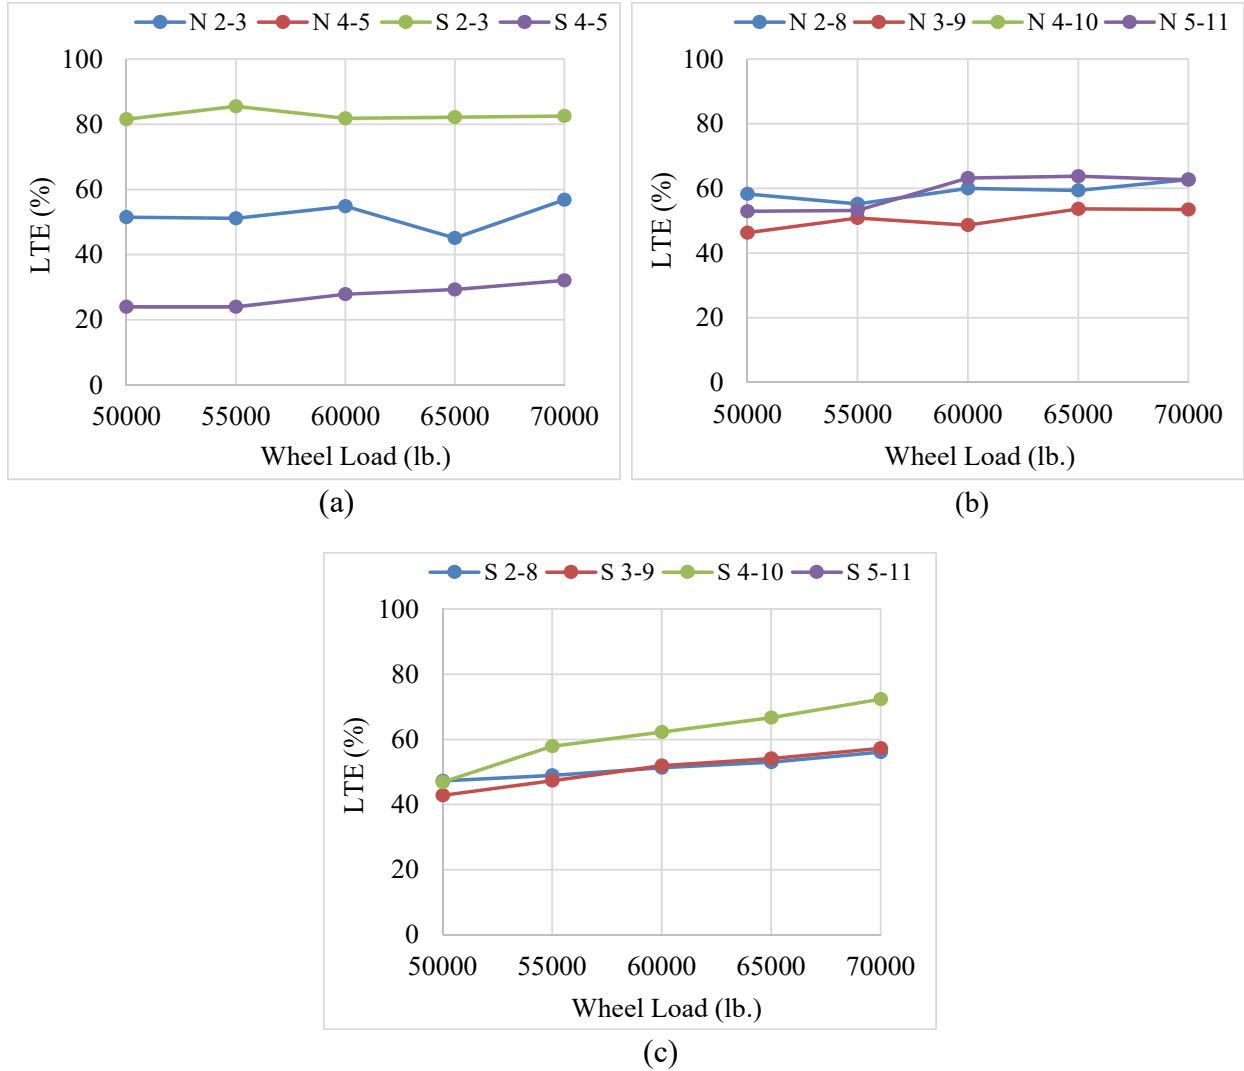 N 2-3 N 4-5 S 2-3 S 4-5
100
80
60
40
20
0
LTE (%)
50000 55000 60000 65000 70000
Wheel Load (lb.)
(a)
N 2-8 N 3-9 N 4-10 N 5-11
100
80
60
40
20
0
LTE (%)
50000 55000 60000 65000 70000
Wheel Load (lb.)
(b)
S 2-8 S 3-9 S 4-10 S 5-11
100
80
60
40
20
0
LTE (%)
50000 55000 60000 65000 70000
Wheel Load (lb.)
(c)